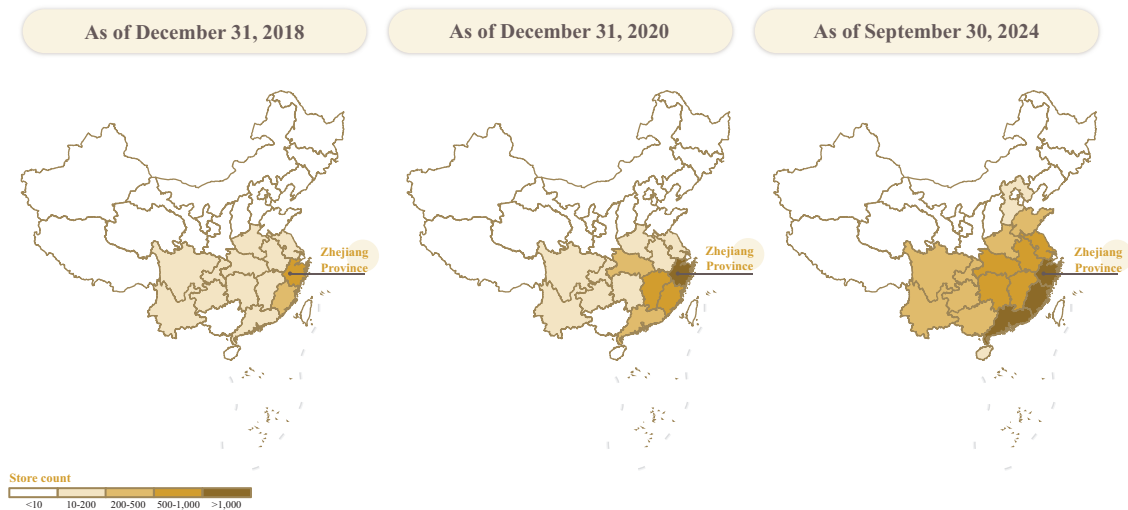 As of December 31, 2018
As of December 31, 2020
As of September 30, 2024
Zhejiang
Province
Zhejiang
Province
Zhejiang
Province
Store count
<10 10-200 200-500 500-1,000 >1,000